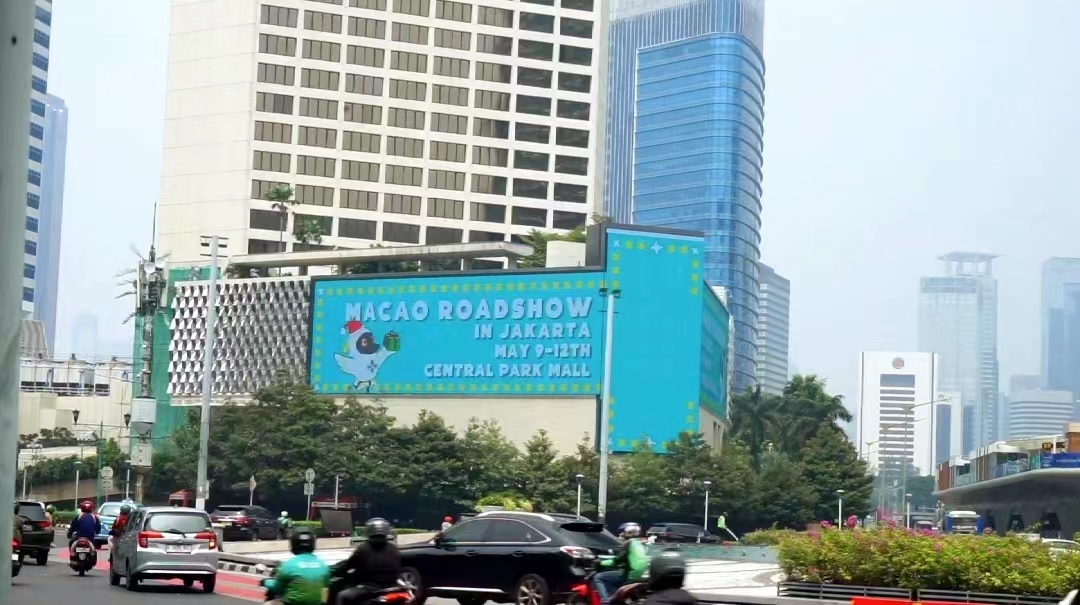 MACAO ROADSHOW
IN JAKARTA
MAY 9-12TH
CENTRAL PARK MALL